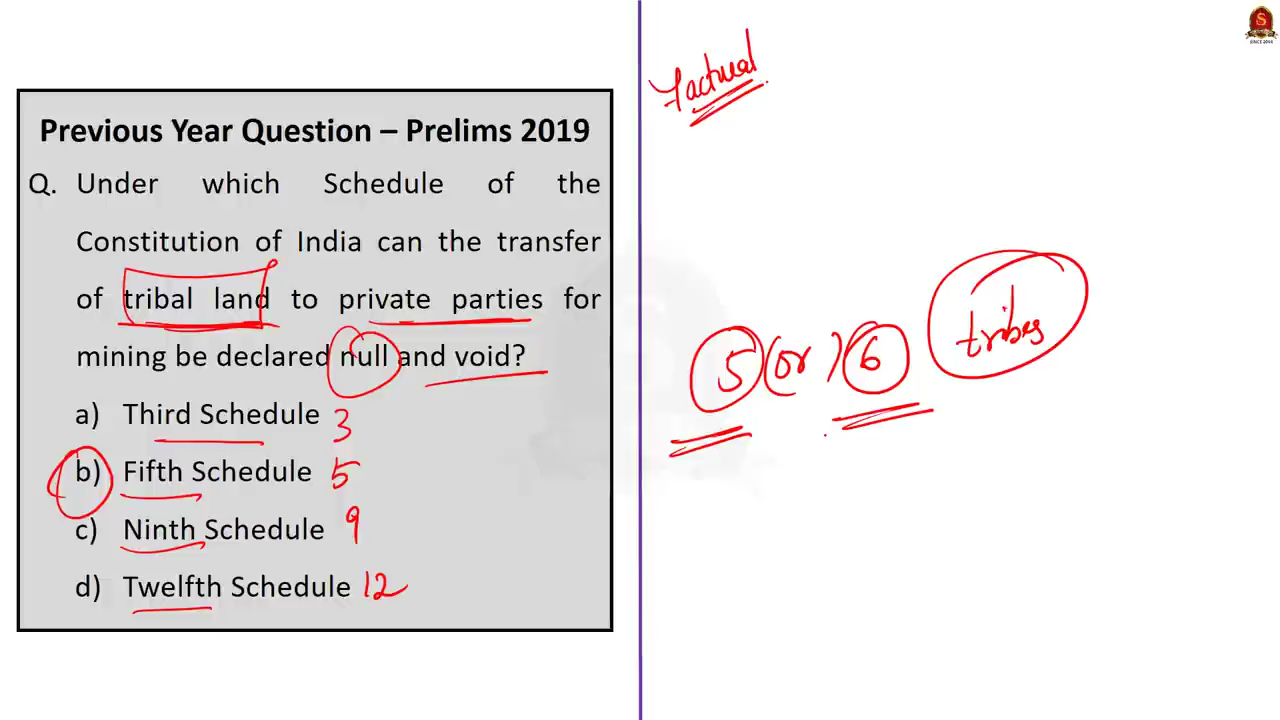 Previous Year Question – Prelims 2019
Q. Under which Schedule of the
Constitution of India can the transfer
of tribal land to private parties for
mining be declared null and void?
a) Third Schedule 3
b) Fifth Schedule 5
c) Ninth Schedule 9
d) Twelfth Schedule 12
factual
5 (or) 6 tribes
S
SINCE 2004